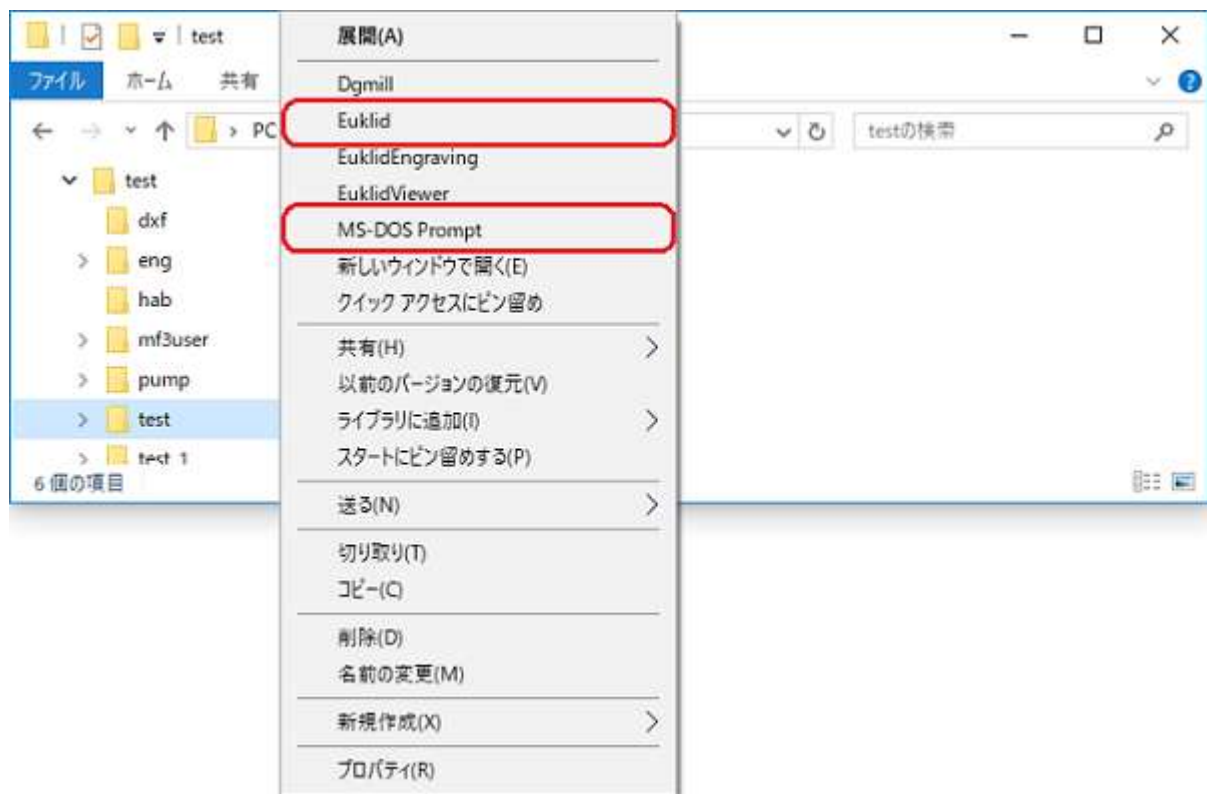 test
ファイル
ホーム
共有
PC
testの検索
test
dxf
eng
hab
mf3user
pump
test
test_1
6 個の項目
展開(A)
Dgmill
Euklid
EuklidEngraving
EuklidViewer
MS-DOS Prompt
新しいウィンドウで開く(E)
クイック アクセスにピン留め
共有(H)
以前のバージョンの復元(V)
ライブラリに追加(I)
スタートにピン留めする(P)
送る(N)
切り取り(T)
コピー(C)
削除(D)
名前の変更(M)
新規作成(X)
プロパティ(R)